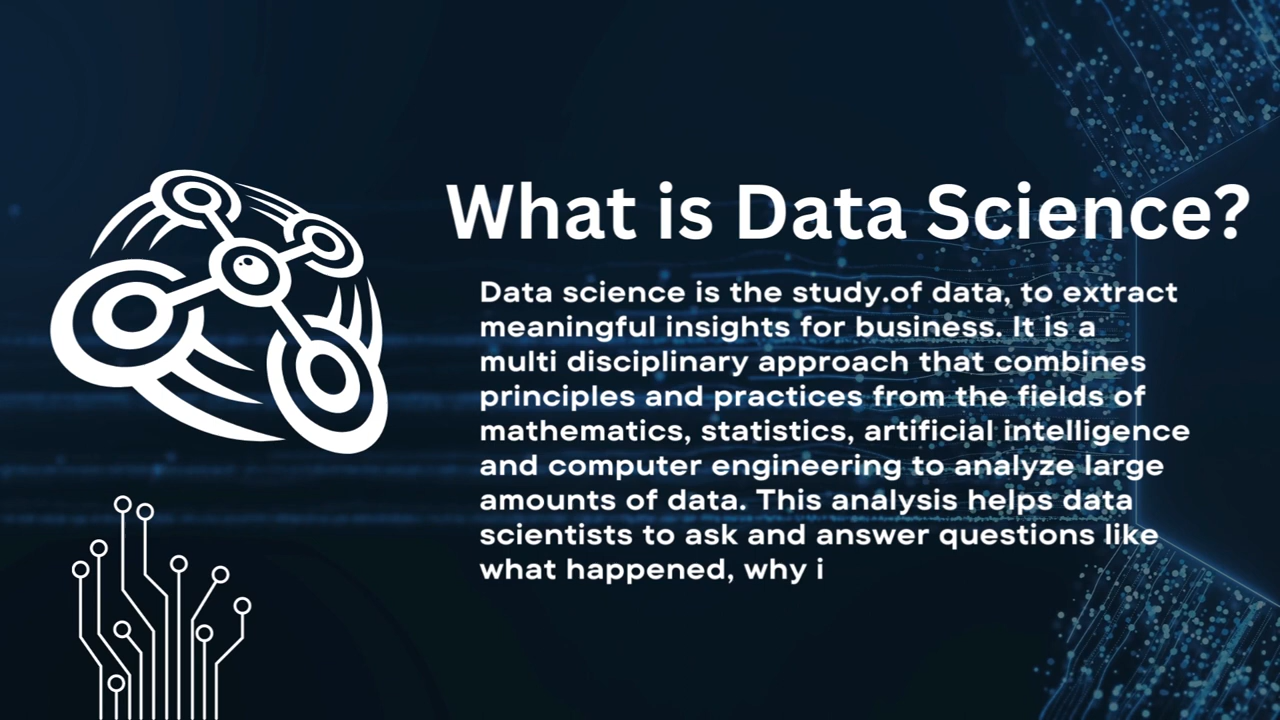 What is Data Science?
Data science is the study.of data, to extract
meaningful insights for business. It is a
multi disciplinary approach that combines
principles and practices from the fields of
mathematics, statistics, artificial intelligence
and computer engineering to analyze large
amounts of data. This analysis helps data
scientists to ask and answer questions like
what happened, why i